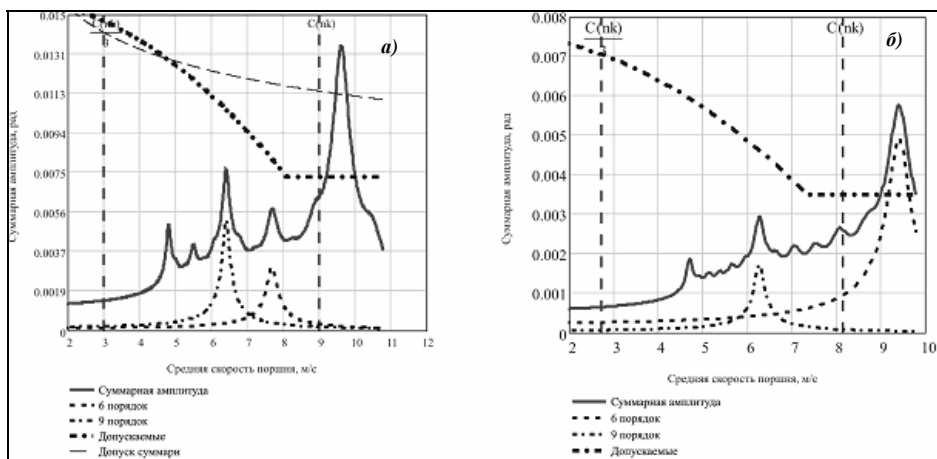 0.015
0.0131
0.0113
0.0094
0.0075
0.0056
0.0037
0.0019
0
Суммарная амплитуда, рад
C(nk)
3
C(nk)
а)
2 3 4 5 6 7 8 9 10 11 12
Средняя скорость поршня, м/с
Суммарная амплитуда
6 порядок
9 порядок
Допускаемые
Допуск суммарн
0.008
0.007
0.006
0.005
0.004
0.003
0.002
0.001
0
Суммарная амплитуда, рад
C(nk)
C(nk)
б)
2 3 4 5 6 7 8 9 10
Средняя скорость поршня, м/с
Суммарная амплитуда
6 порядок
9 порядок
Допускаемые